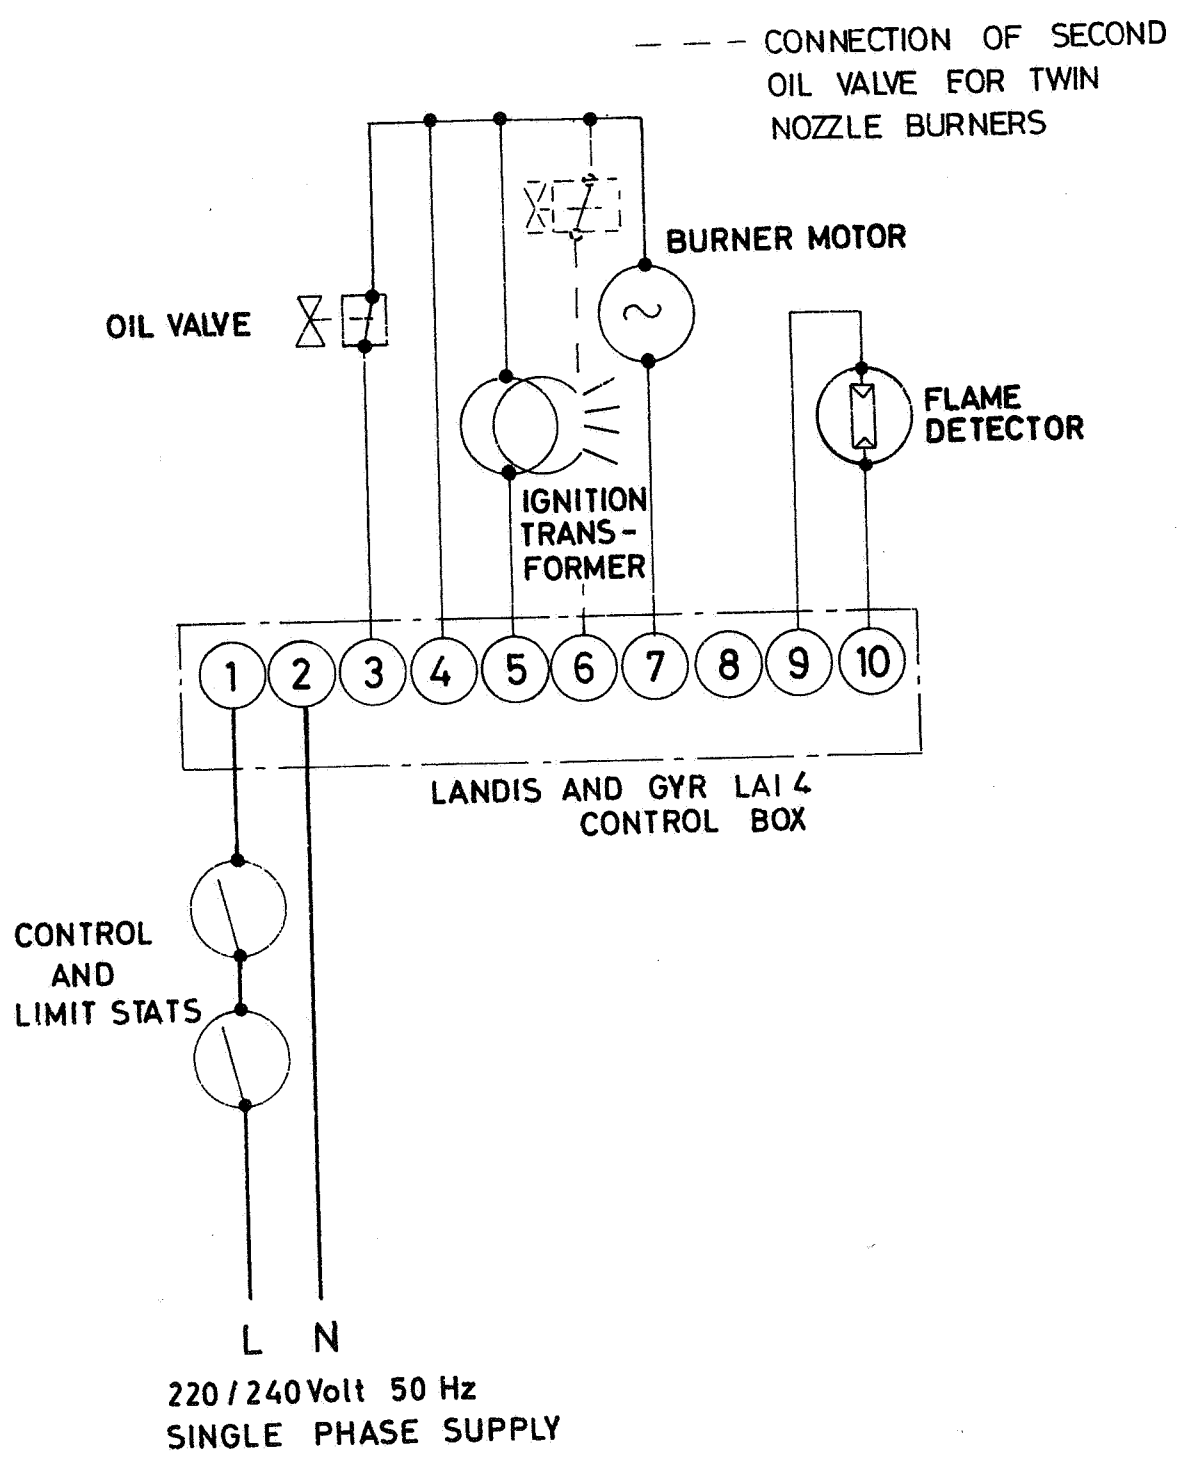 CONNECTION OF SECOND
OIL VALVE FOR TWIN
NOZZLE BURNERS
BURNER MOTOR
OIL VALVE
FLAME
DETECTOR
IGNITION
TRANS-
FORMER
1 2 3 4 5 6 7 8 9 10
LANDIS AND GYR LAI 4
CONTROL BOX
CONTROL
AND
LIMIT STATS
L N
220/240 Volt 50 Hz
SINGLE PHASE SUPPLY